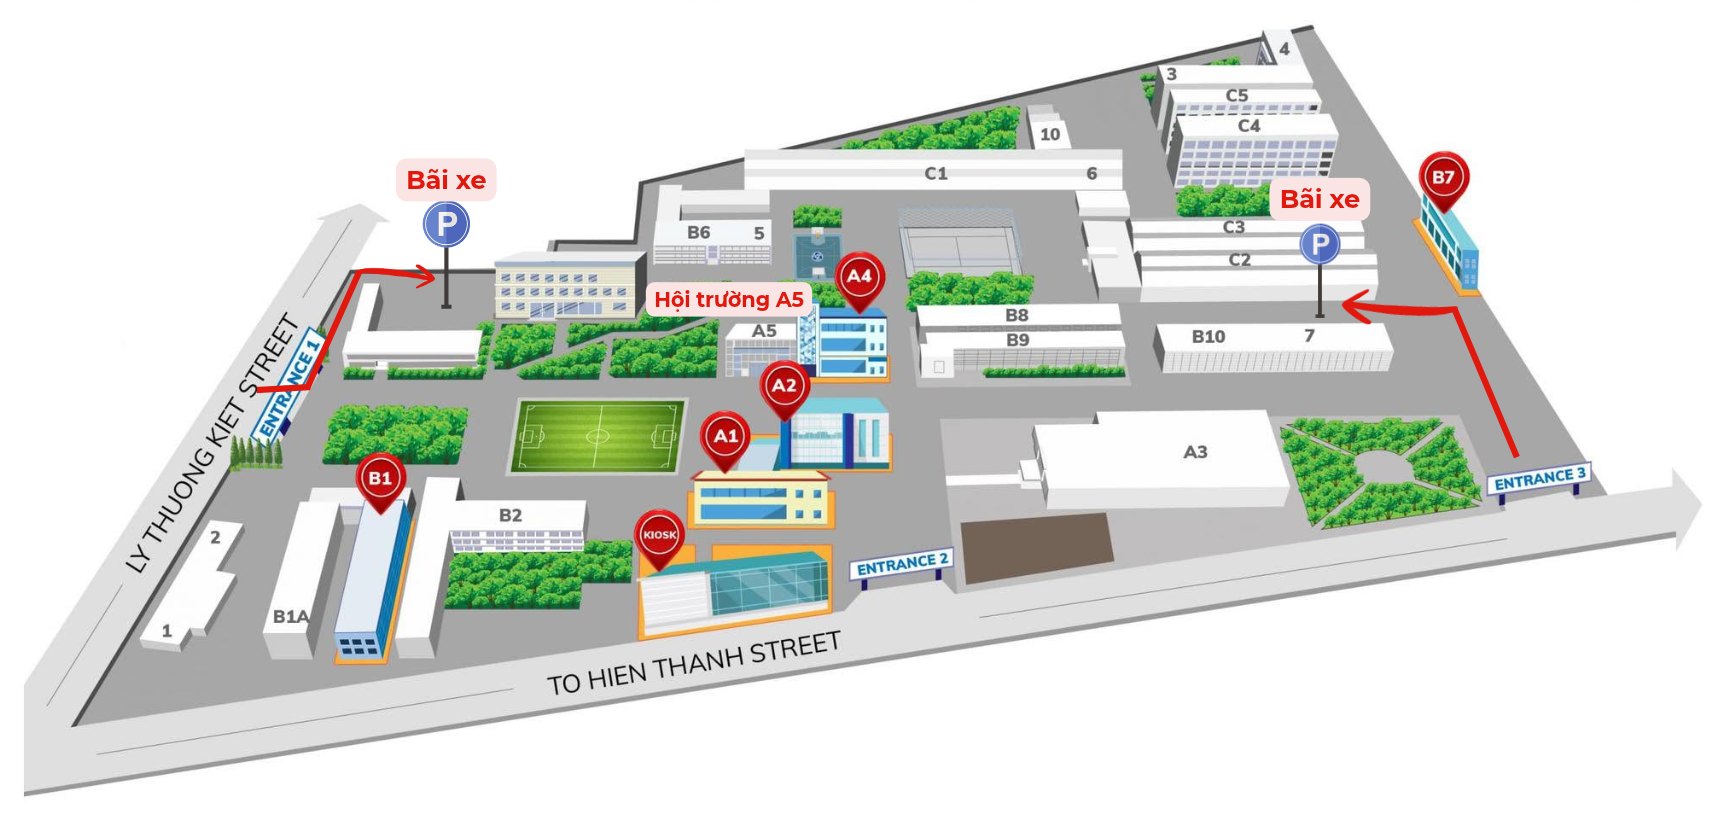 4
3
C5
C4
10
C1
6
B7
Bãi xe
P
Bãi xe
P
B6
5
C3
C2
A4
Hội trường A5
A5
B8
B9
B10
7
ENTRANCE 1
LY THUONG KIET STREET
A2
A1
A3
B1
ENTRANCE 3
B2
KIOSK
2
ENTRANCE 2
B1A
1
TO HIEN THANH STREET